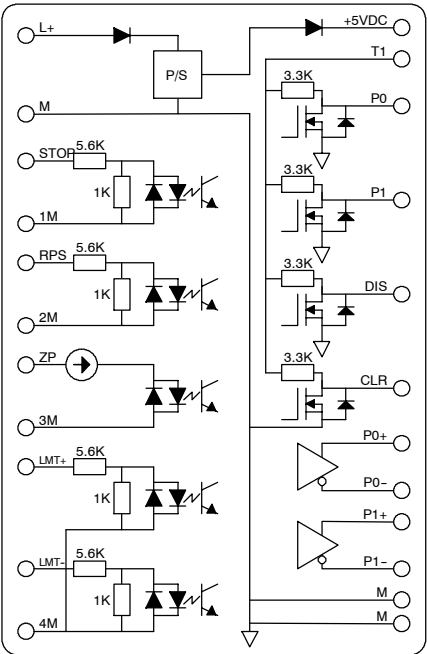 L+
+5VDC
P/S
T1
3.3K
P0
M
STOP
5.6K
1K
1M
3.3K
P1
RPS
5.6K
1K
2M
3.3K
DIS
ZP
3M
3.3K
CLR
LMT+
5.6K
1K
P0+
P0−
LMT-
5.6K
1K
4M
P1+
P1−
M
M